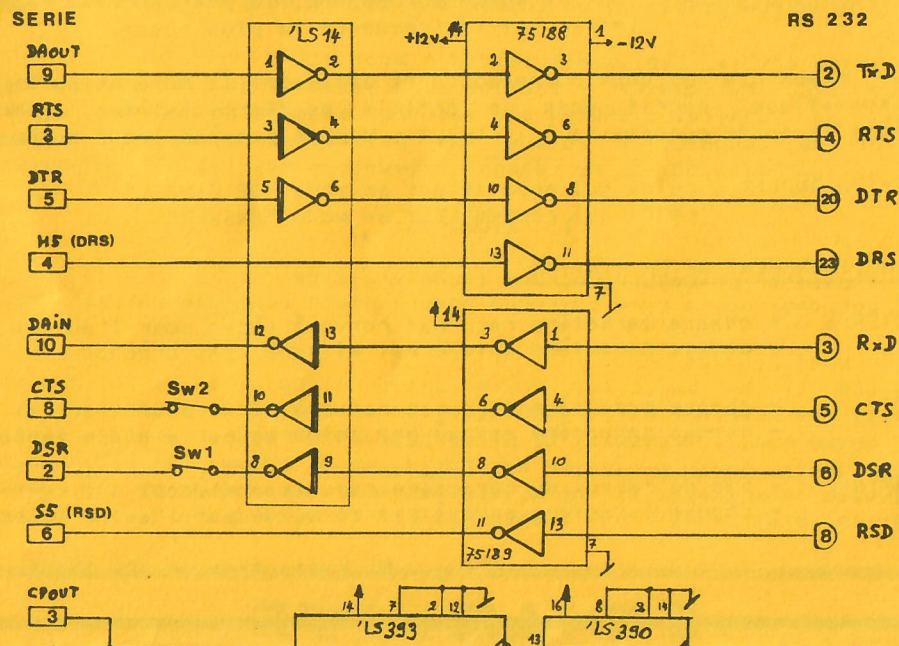 SERIE
RS 232
'LS 14
75188
+12V
14
1
-12V
DAOUT
9
1
2
2
3
2
TxD
RTS
3
3
4
4
6
4
RTS
DTR
5
5
6
10
8
20
DTR
H5 (DRS)
4
13
11
23
DRS
7
14
DAiN
10
12
13
3
1
3
RxD
CTS
8
Sw2
10
11
6
4
5
CTS
DSR
2
Sw1
8
9
8
10
6
DSR
S5 (RSD)
6
11
13
8
RSD
75189
7
CPOUT
3
14
7
2
12
16
8
2
14
'LS393
'LS390
13